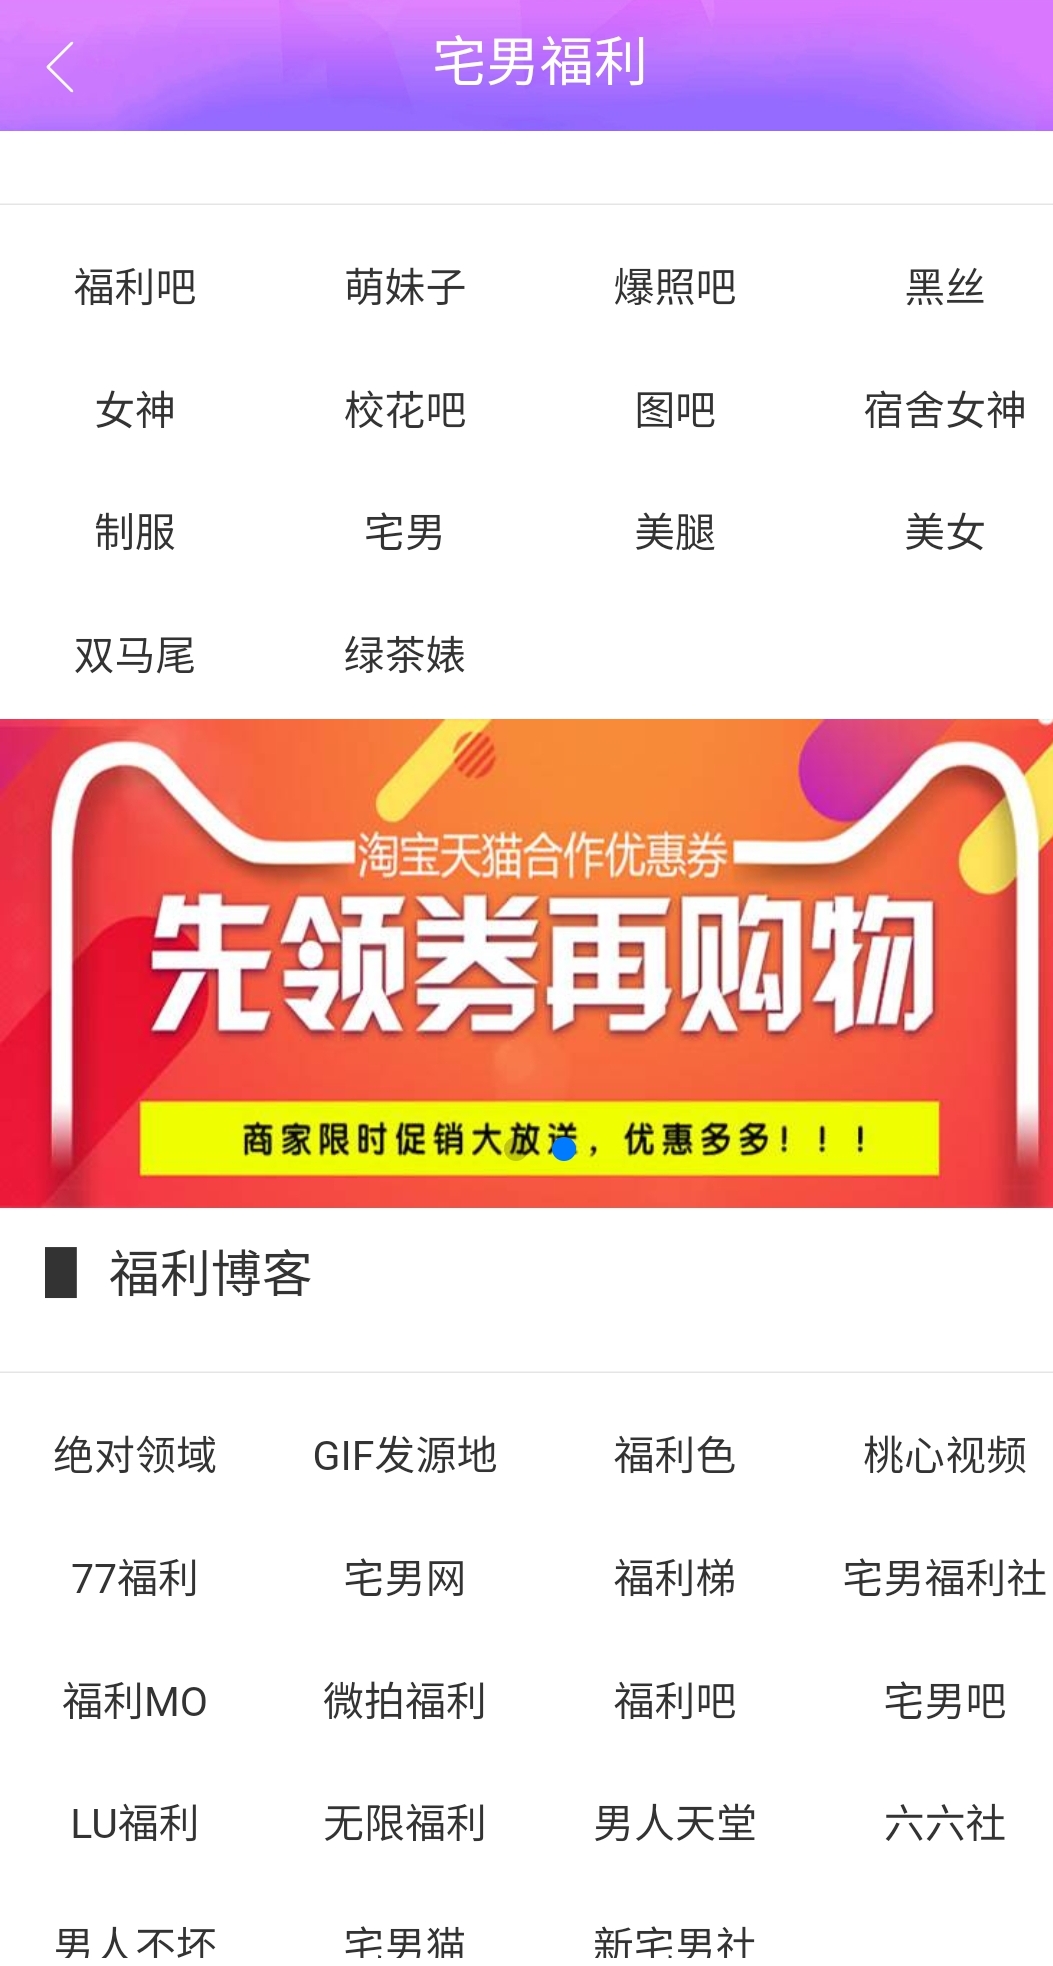 宅男福利
福利吧 萌妹子 爆照吧 黑丝
女神 校花吧 图吧 宿舍女神
制服 宅男 美腿 美女
双马尾 绿茶婊
淘宝天猫合作优惠券
先领券再购物
商家限时促销大放送，优惠多多！！！
福利博客
绝对领域 GIF发源地 福利色 桃心视频
77福利 宅男网 福利梯 宅男福利社
福利MO 微拍福利 福利吧 宅男吧
LU福利 无限福利 男人天堂 六六社
男人不坏 宅男猫 新宅男社